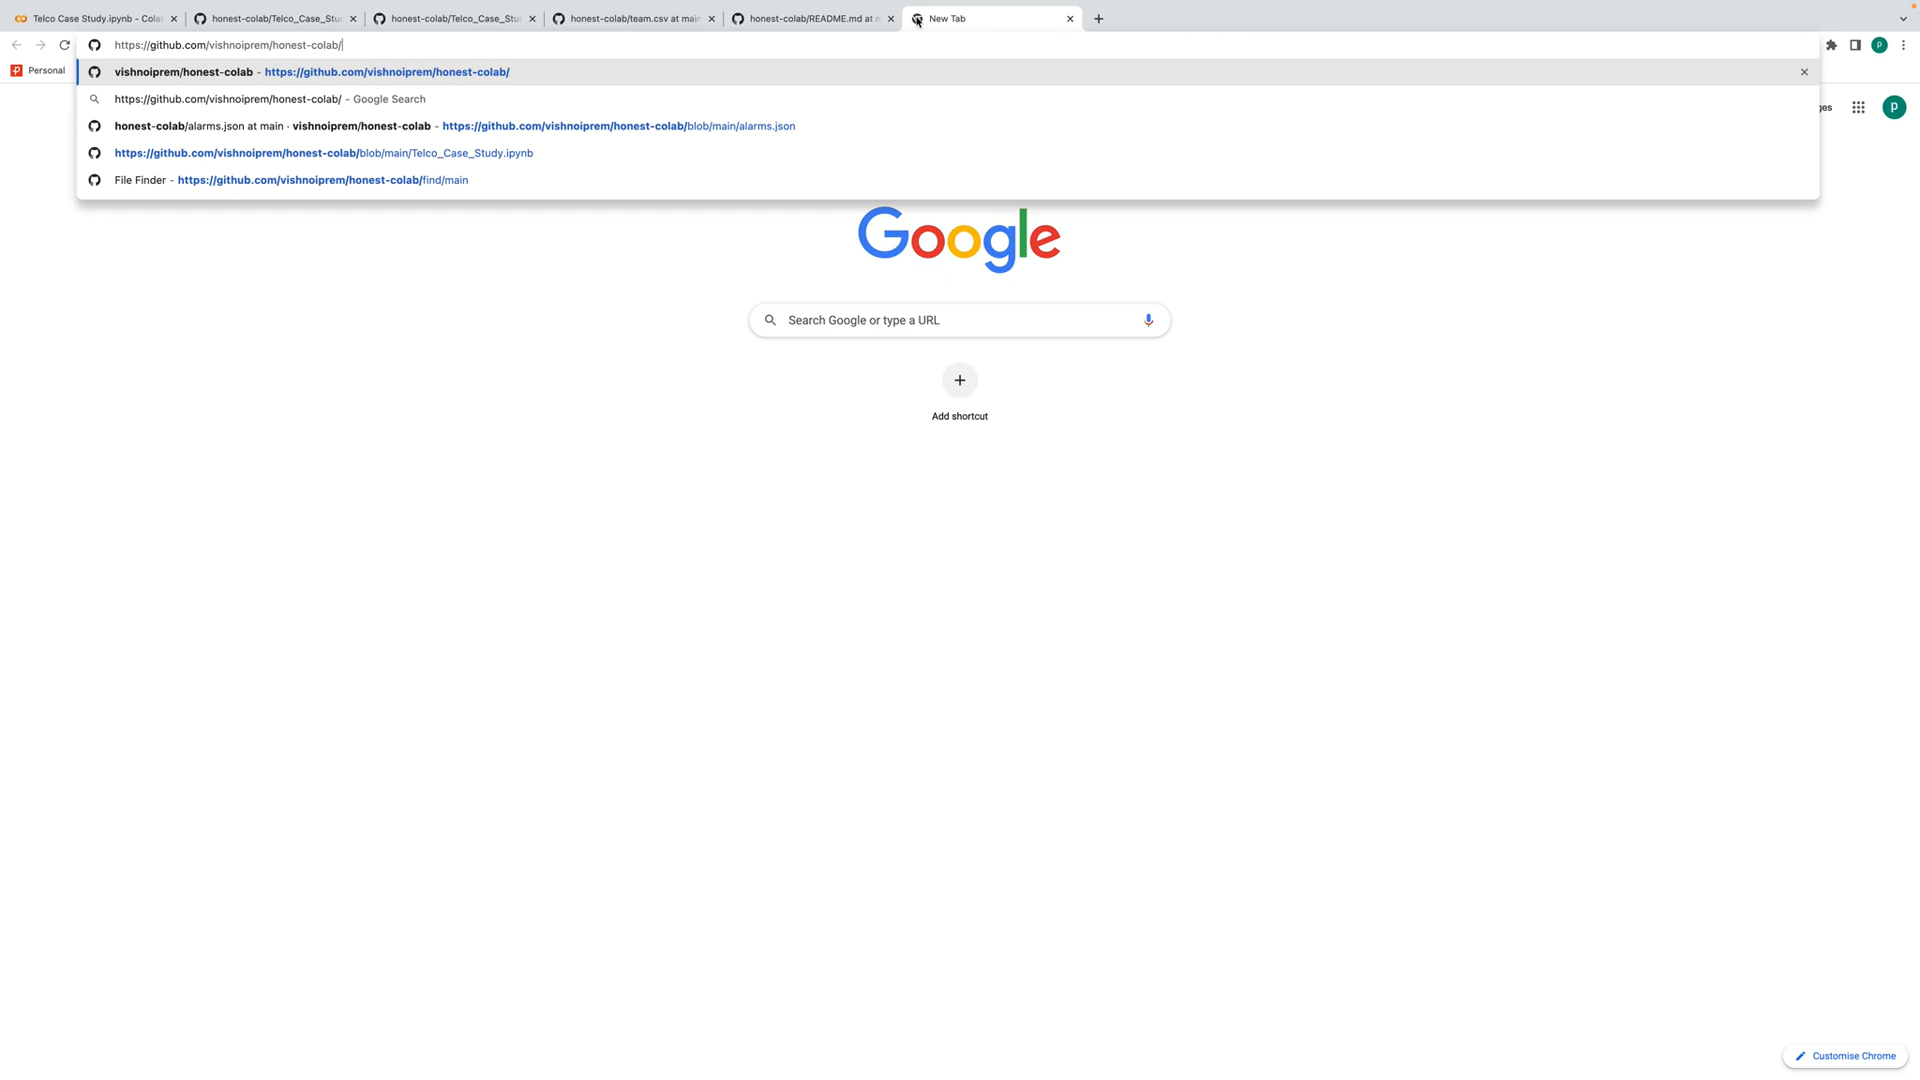 Telco Case Study.ipynb - Cola
honest-colab/Telco_Case_Stu
honest-colab/Telco_Case_Stu
honest-colab/team.csv at main
honest-colab/README.md at n
New Tab
https://github.com/vishnoiprem/honest-colab/
P
Personal
vishnoiprem/honest-colab - https://github.com/vishnoiprem/honest-colab/
https://github.com/vishnoiprem/honest-colab/ - Google Search
honest-colab/alarms.json at main · vishnoiprem/honest-colab - https://github.com/vishnoiprem/honest-colab/blob/main/alarms.json
https://github.com/vishnoiprem/honest-colab/blob/main/Telco_Case_Study.ipynb
File Finder - https://github.com/vishnoiprem/honest-colab/find/main
ges
P
Google
Search Google or type a URL
Add shortcut
Customise Chrome